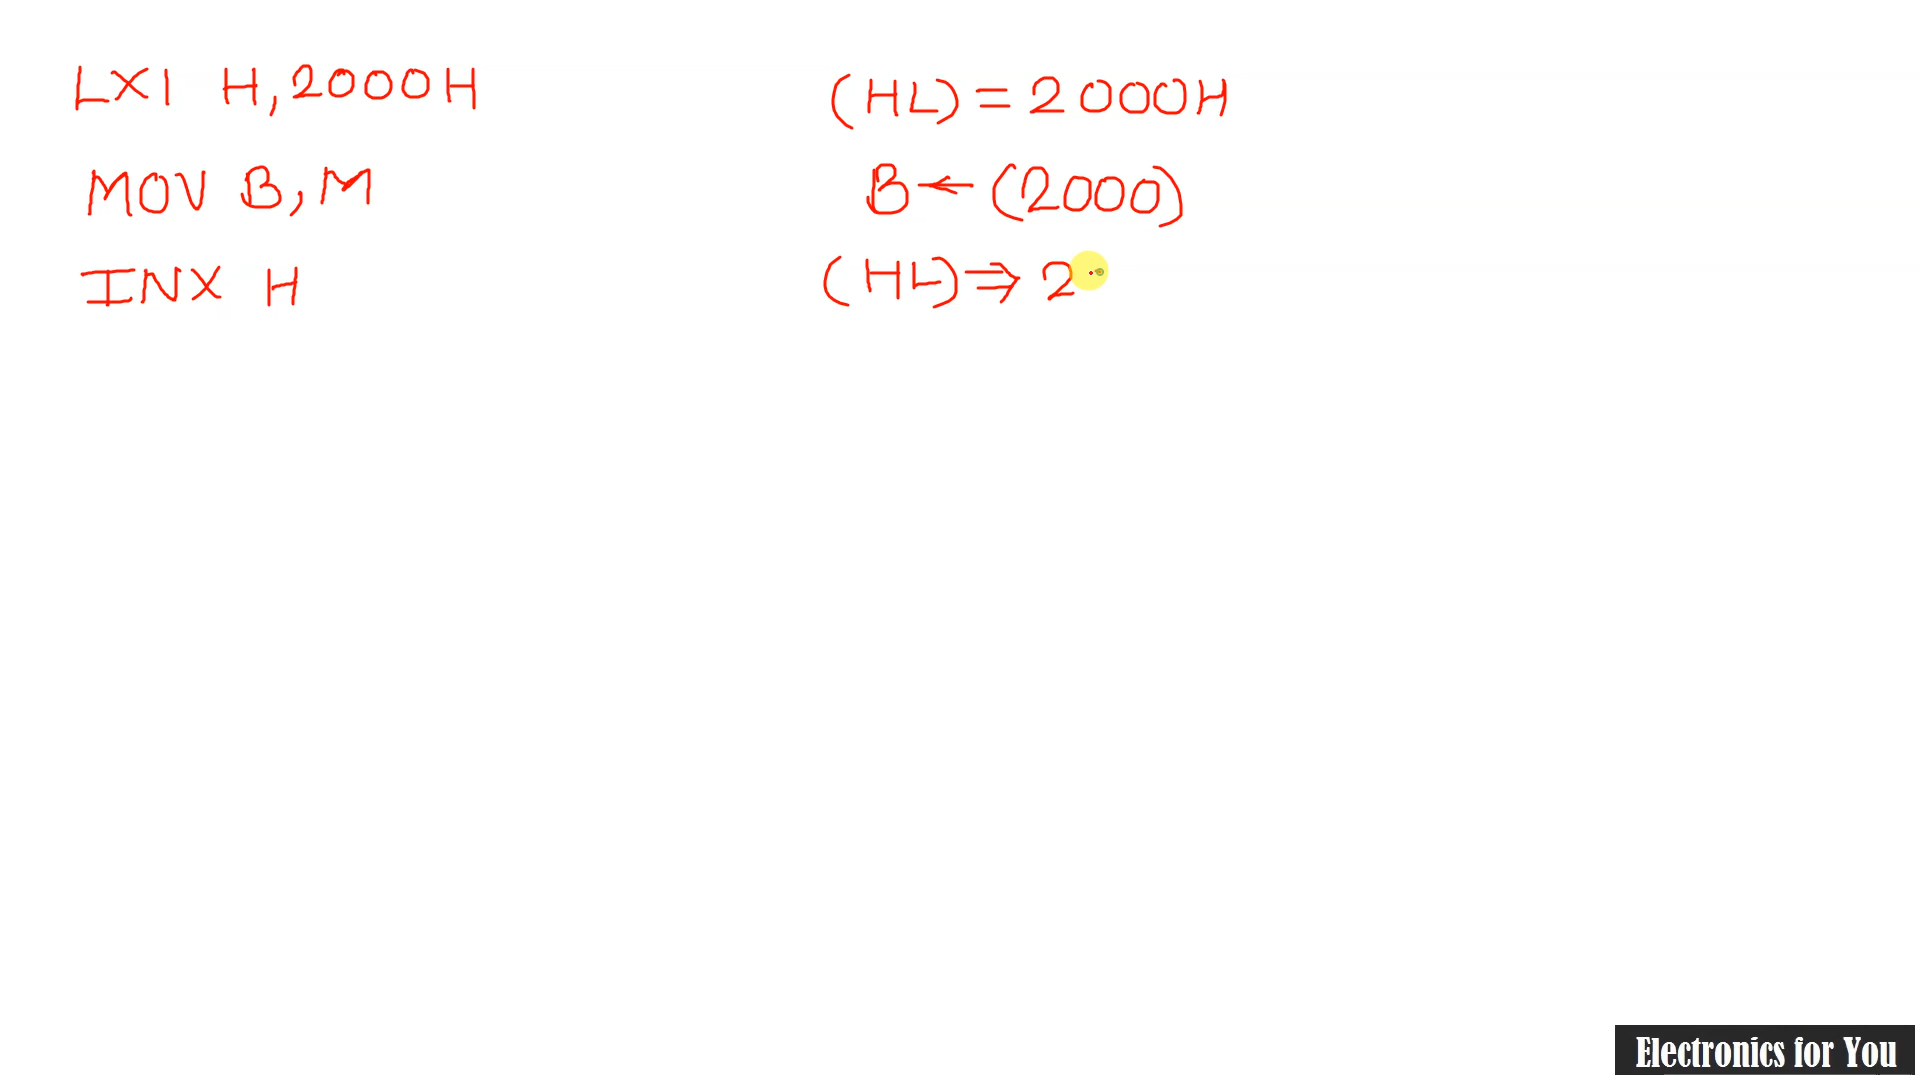 LXI H,2000H
(HL)=2000H
MOV B,M
B←(2000)
INX H
(HL)⇒2
Electronics for You